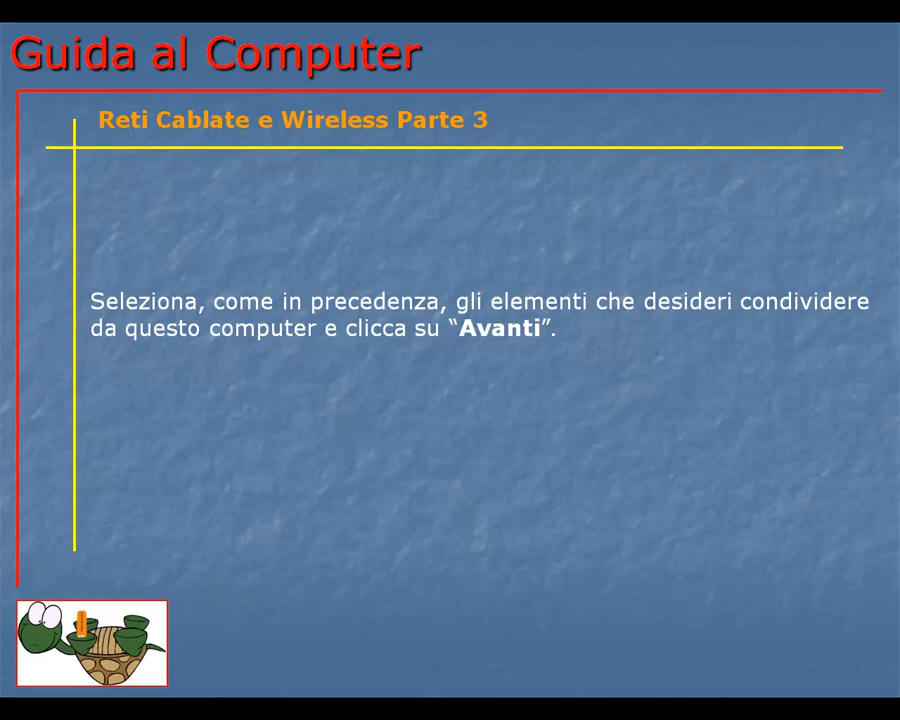 Guida al Computer
Reti Cablate e Wireless Parte 3
Seleziona, come in precedenza, gli elementi che desideri condividere
da questo computer e clicca su “Avanti”.